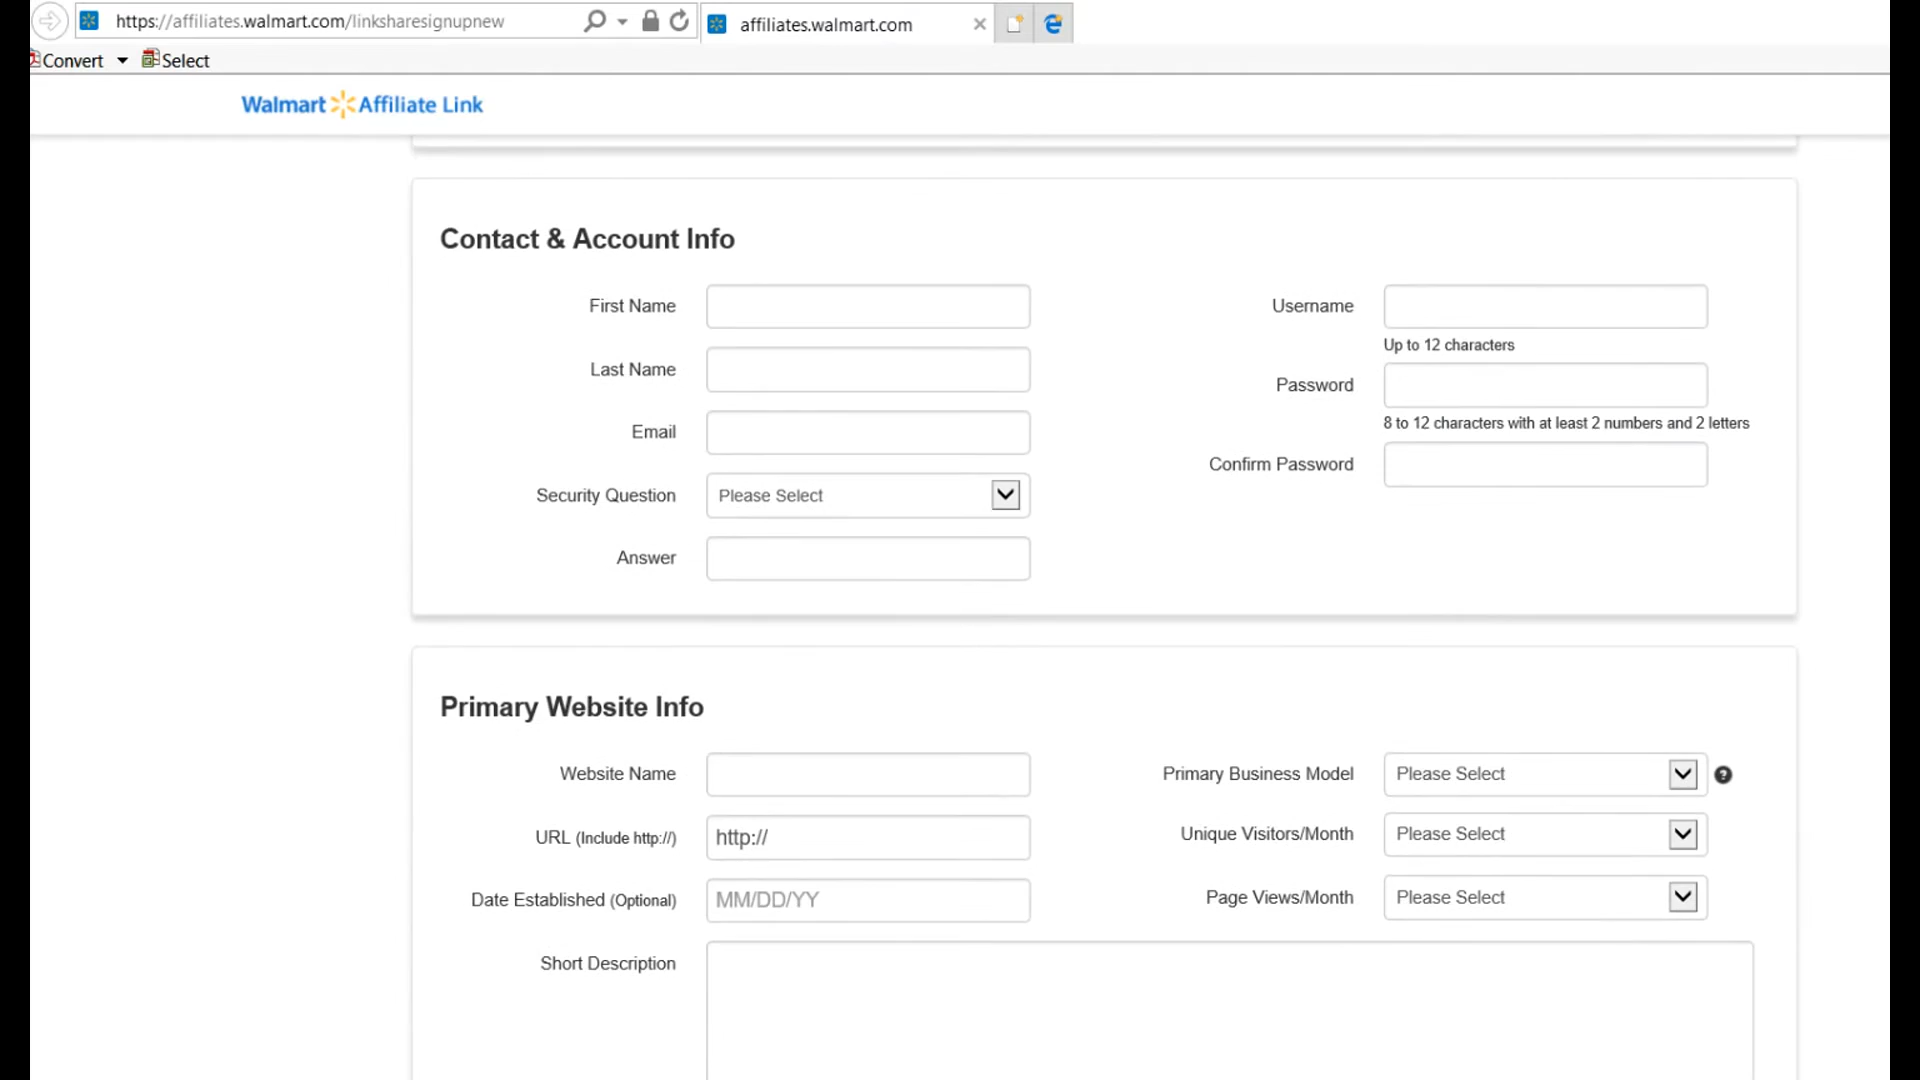 https://affiliates.walmart.com/linksharesignupnew
affiliates.walmart.com
Convert Select
Walmart Affiliate Link
Contact & Account Info
First Name
Username
Up to 12 characters
Last Name
Password
8 to 12 characters with at least 2 numbers and 2 letters
Email
Confirm Password
Security Question Please Select
Answer
Primary Website Info
Website Name
Primary Business Model Please Select ?
URL (Include http://) http://
Unique Visitors/Month Please Select
Date Established (Optional) MM/DD/YY
Page Views/Month Please Select
Short Description